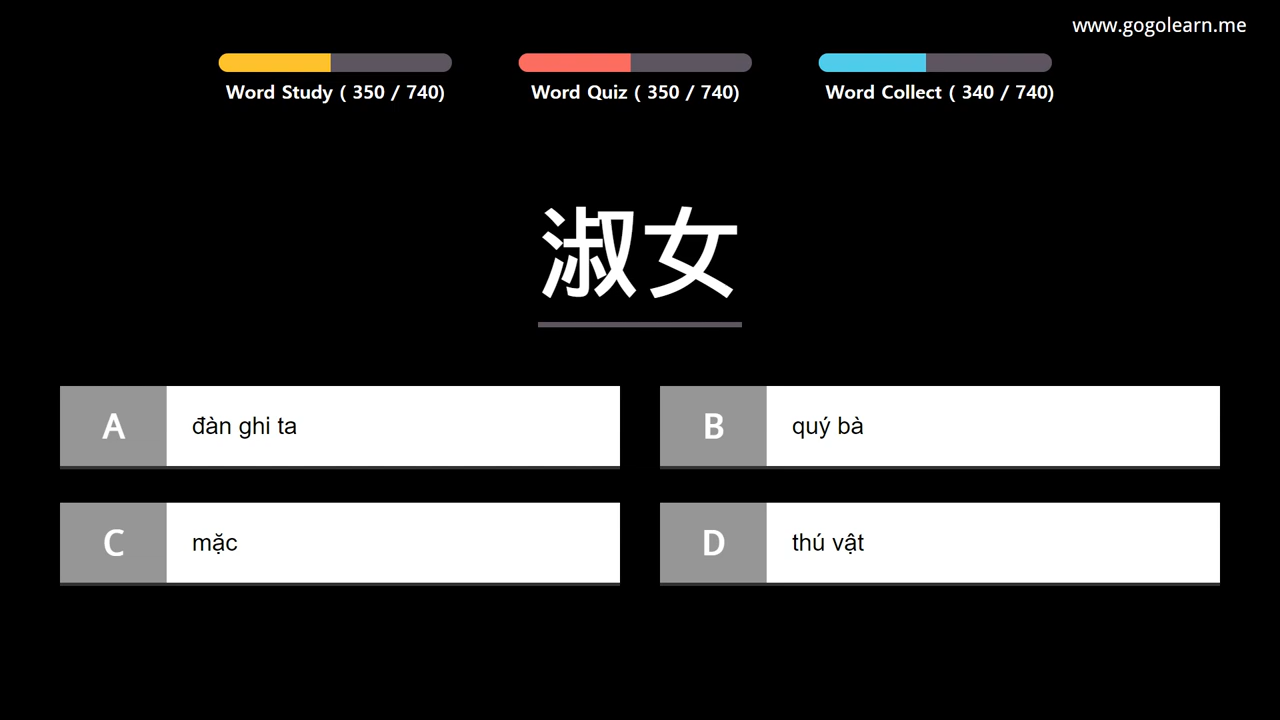 www.gogolearn.me
Word Study ( 350 / 740)
Word Quiz ( 350 / 740)
Word Collect ( 340 / 740)
淑女
A đàn ghi ta
B quý bà
C mặc
D thú vật